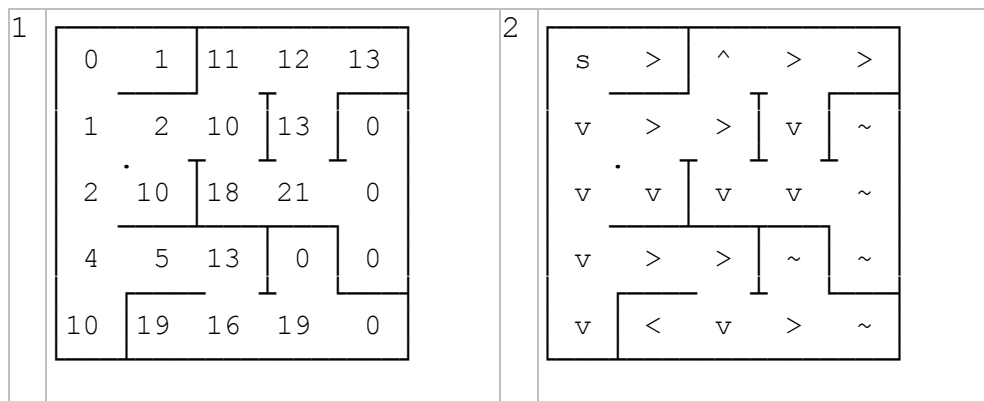 1 2
0 1 11 12 13 s > ^ > >
1 2 10 13 0 v > > v ~
2 10 18 21 0 v v v v ~
4 5 13 0 0 v > > ~ ~
10 19 16 19 0 v < v > ~